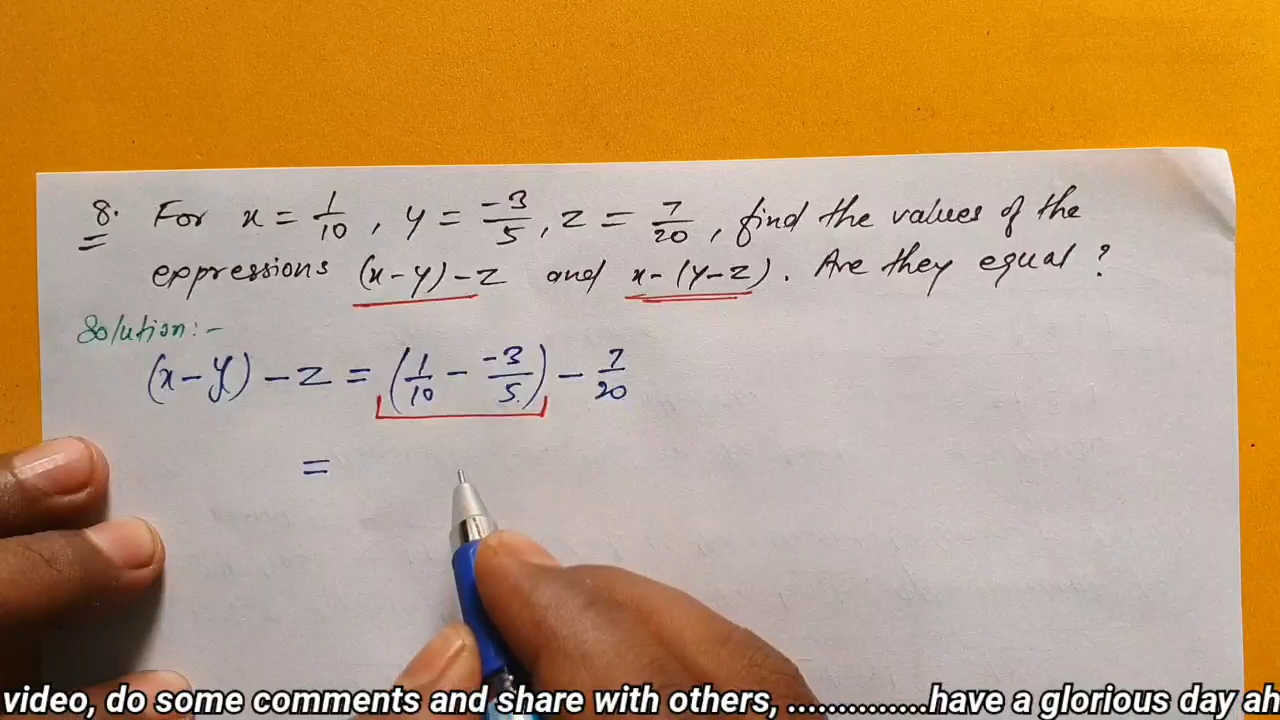 8. For x = 1/10, y = -3/5, z = 7/20, find the values of the
expressions (x-y)-z and x-(y-z). Are they equal?
Solution:-
(x-y)-z = (1/10 - -3/5) - 7/20
=
video, do some comments and share with others, ..............have a glorious day ah